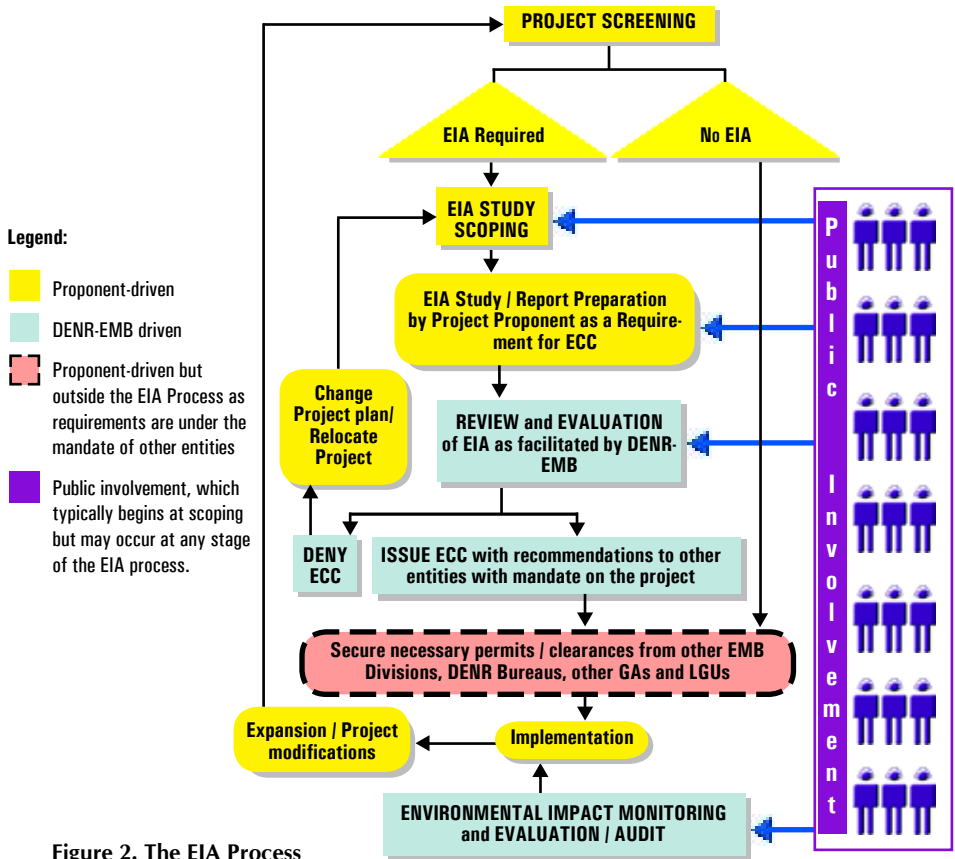 PROJECT SCREENING
EIA Required
No EIA
EIA STUDY
SCOPING
EIA Study / Report Preparation
by Project Proponent as a Require-
ment for ECC
Change
Project plan/
Relocate
Project
REVIEW and EVALUATION
of EIA as facilitated by DENR-
EMB
DENY
ECC
ISSUE ECC with recommendations to other
entities with mandate on the project
Secure necessary permits / clearances from other EMB
Divisions, DENR Bureaus, other GAs and LGUs
Expansion / Project
modifications
Implementation
ENVIRONMENTAL IMPACT MONITORING
and EVALUATION / AUDIT
Public Involvement
Legend:
Proponent-driven
DENR-EMB driven
Proponent-driven but
outside the EIA Process as
requirements are under the
mandate of other entities
Public involvement, which
typically begins at scoping
but may occur at any stage
of the EIA process.
Figure 2. The EIA Process